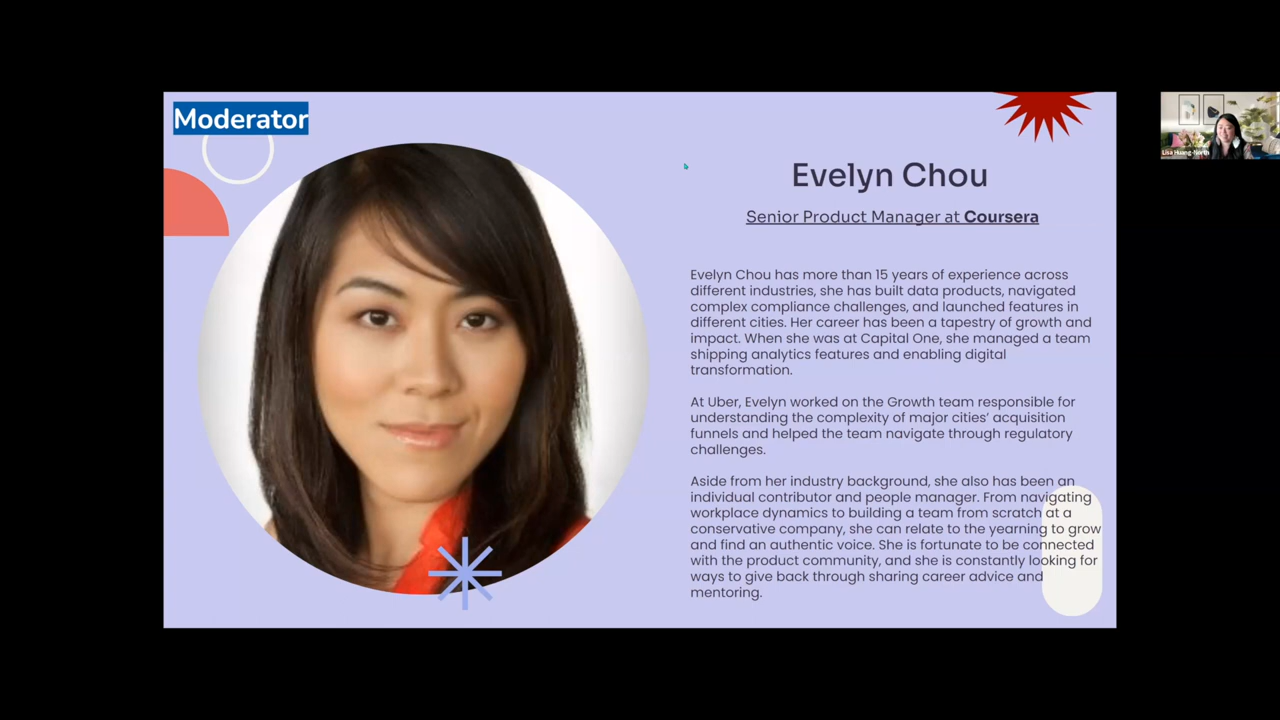 Moderator
Evelyn Chou
Senior Product Manager at Coursera
Evelyn Chou has more than 15 years of experience across
different industries, she has built data products, navigated
complex compliance challenges, and launched features in
different cities. Her career has been a tapestry of growth and
impact. When she was at Capital One, she managed a team
shipping analytics features and enabling digital
transformation.
At Uber, Evelyn worked on the Growth team responsible for
understanding the complexity of major cities’ acquisition
funnels and helped the team navigate through regulatory
challenges.
Aside from her industry background, she also has been an
individual contributor and people manager. From navigating
workplace dynamics to building a team from scratch at a
conservative company, she can relate to the yearning to grow
and find an authentic voice. She is fortunate to be connected
with the product community, and she is constantly looking for
ways to give back through sharing career advice and
mentoring.
Lisa Huang-North